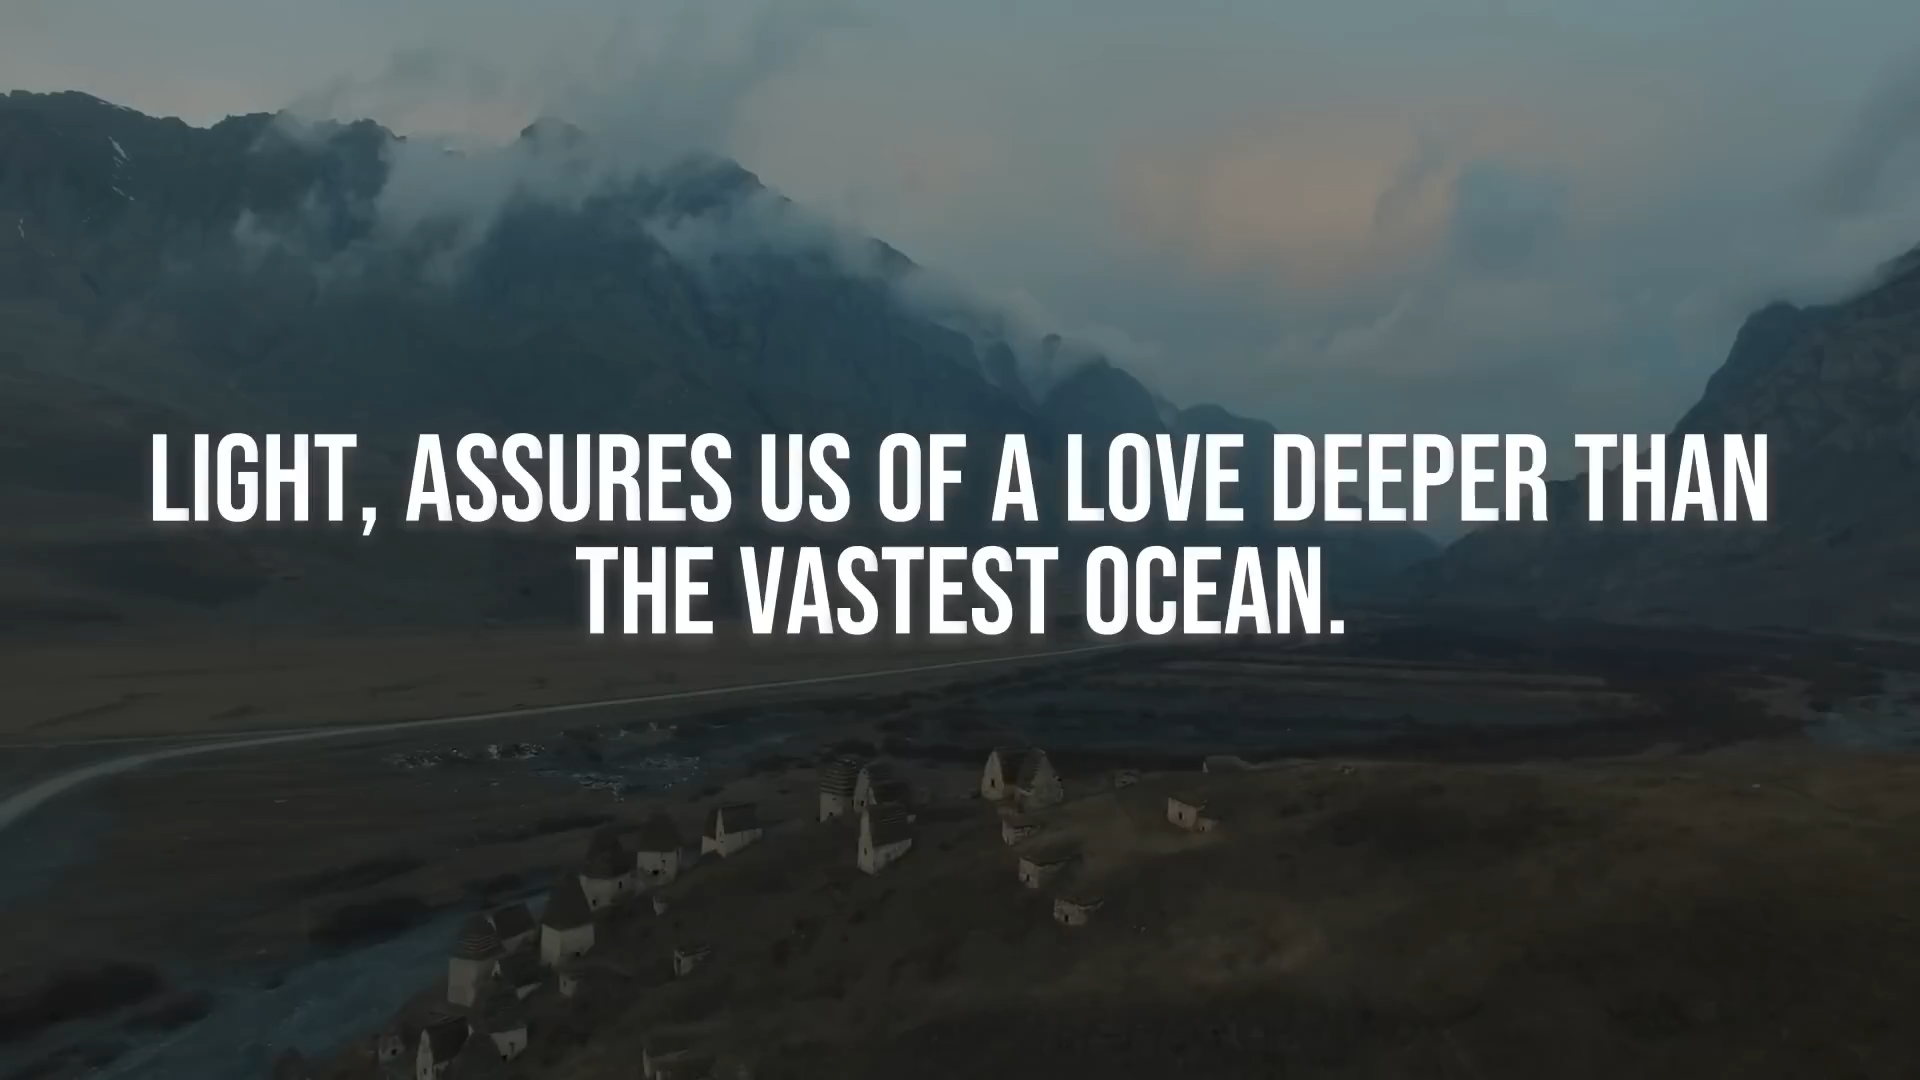 LIGHT, ASSURES US OF A LOVE DEEPER THAN
THE VASTEST OCEAN.